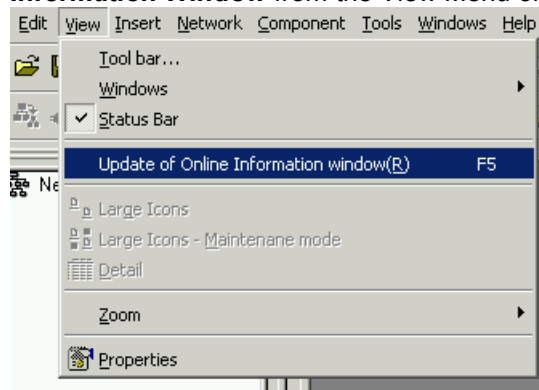 Information Window from the View menu
Edit View Insert Network Component Tools Windows Help
Tool bar...
Windows
Status Bar
Update of Online Information window(R) F5
Ne
Large Icons
Large Icons - Maintenane mode
Detail
Zoom
Properties